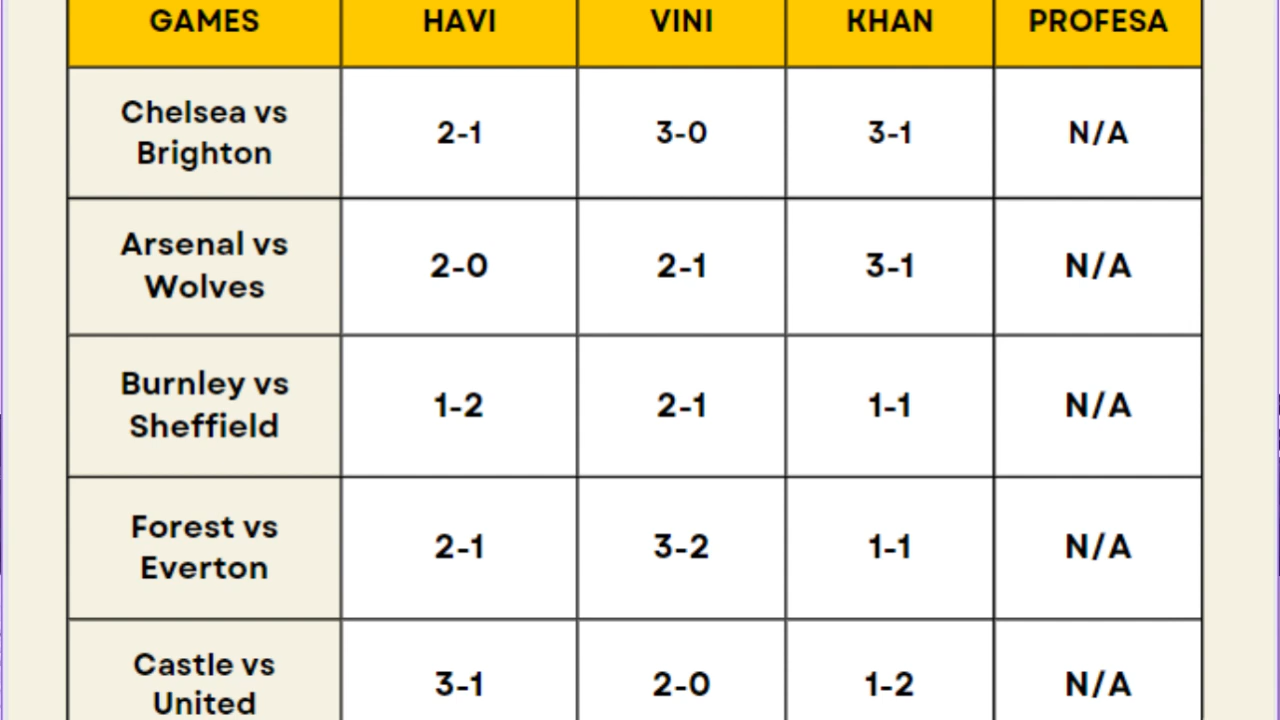 GAMES HAVI VINI KHAN PROFESA
Chelsea vs
Brighton 2-1 3-0 3-1 N/A
Arsenal vs
Wolves 2-0 2-1 3-1 N/A
Burnley vs
Sheffield 1-2 2-1 1-1 N/A
Forest vs
Everton 2-1 3-2 1-1 N/A
Castle vs
United 3-1 2-0 1-2 N/A